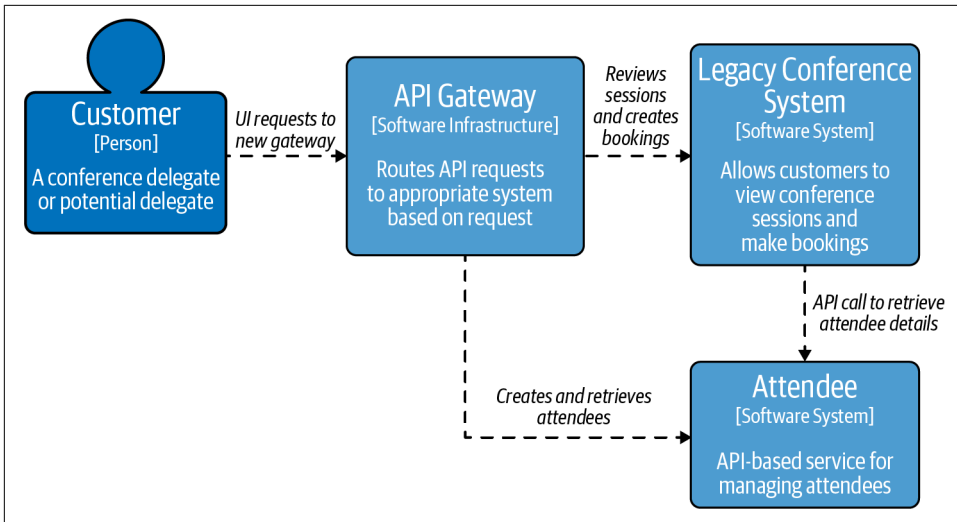 Customer
[Person]
A conference delegate
or potential delegate
UI requests to
new gateway
API Gateway
[Software Infrastructure]
Routes API requests
to appropriate system
based on request
Reviews
sessions
and creates
bookings
Legacy Conference
System
[Software System]
Allows customers to
view conference
sessions and
make bookings
API call to retrieve
attendee details
Creates and retrieves
attendees
Attendee
[Software System]
API-based service for
managing attendees